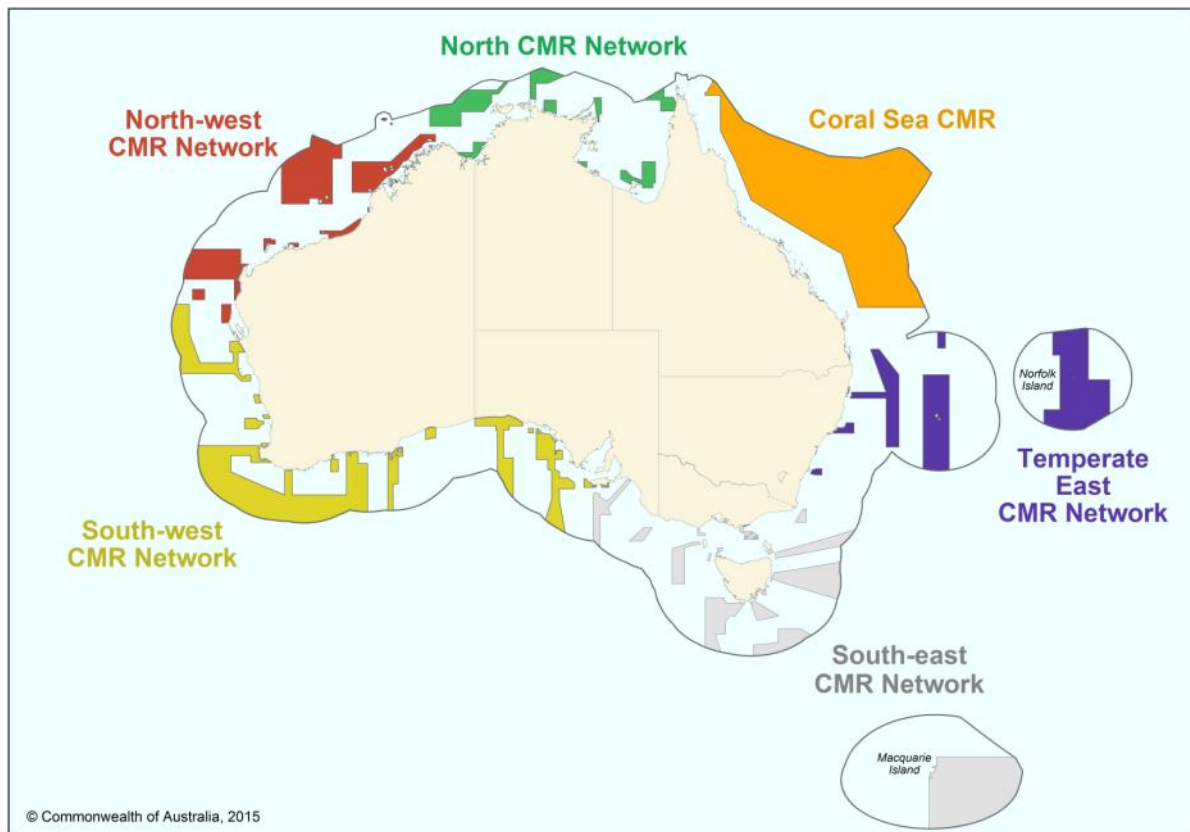 North CMR Network
North-west
CMR Network
Coral Sea CMR
Norfolk
Island
Temperate
East
CMR Network
South-west
CMR Network
South-east
CMR Network
Macquarie
Island
© Commonwealth of Australia, 2015